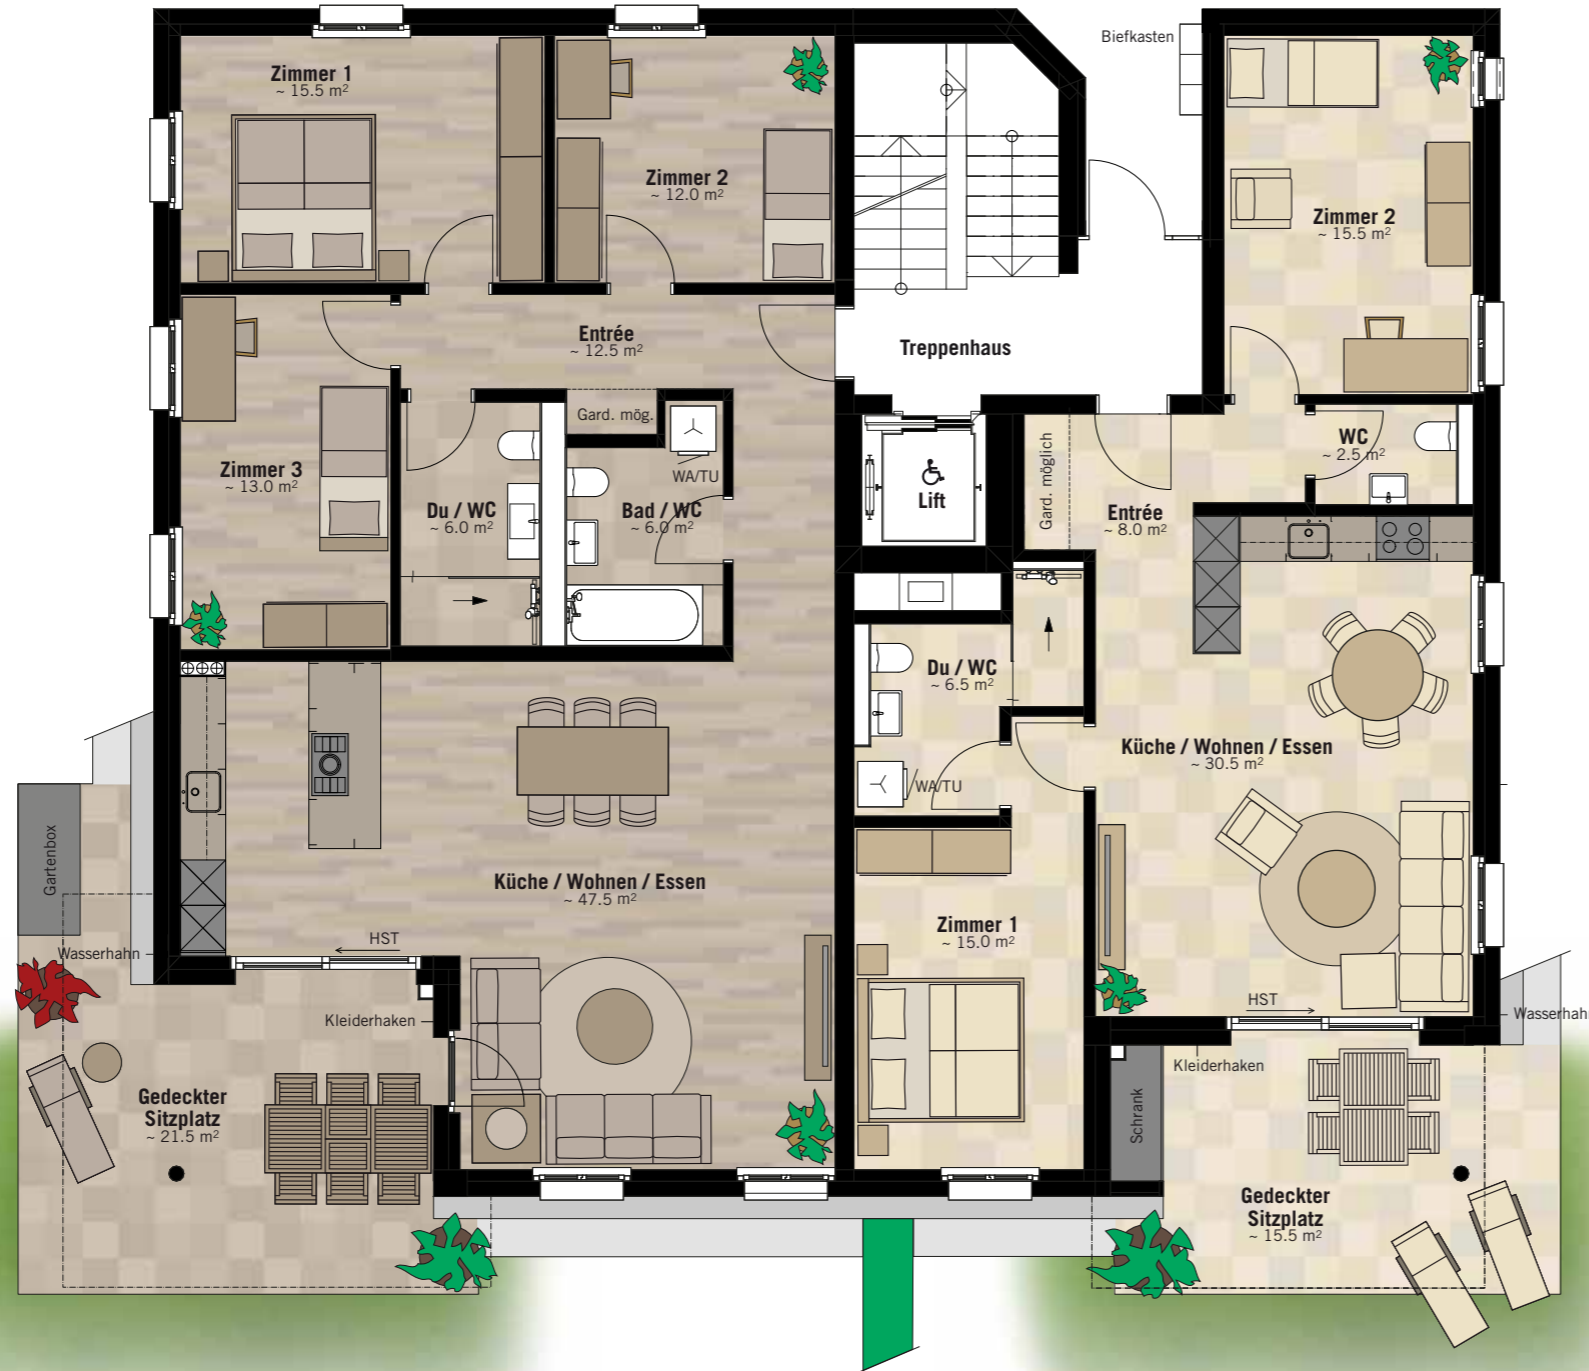 Biefkasten
Zimmer 1
~ 15.5 m²
Zimmer 2
~ 12.0 m²
Zimmer 2
~ 15.5 m²
Entrée
~ 12.5 m²
Treppenhaus
Gard. mög.
WA/TU
Zimmer 3
~ 13.0 m²
Du / WC
~ 6.0 m²
Bad / WC
~ 6.0 m²
Lift
Gard. möglich
Entrée
~ 8.0 m²
WC
~ 2.5 m²
Du / WC
~ 6.5 m²
WA/TU
Küche / Wohnen / Essen
~ 30.5 m²
Gartenbox
Küche / Wohnen / Essen
~ 47.5 m²
Zimmer 1
~ 15.0 m²
HST
Wasserhahn
Kleiderhaken
HST
Wasserhahn
Kleiderhaken
Schrank
Gedeckter
Sitzplatz
~ 21.5 m²
Gedeckter
Sitzplatz
~ 15.5 m²